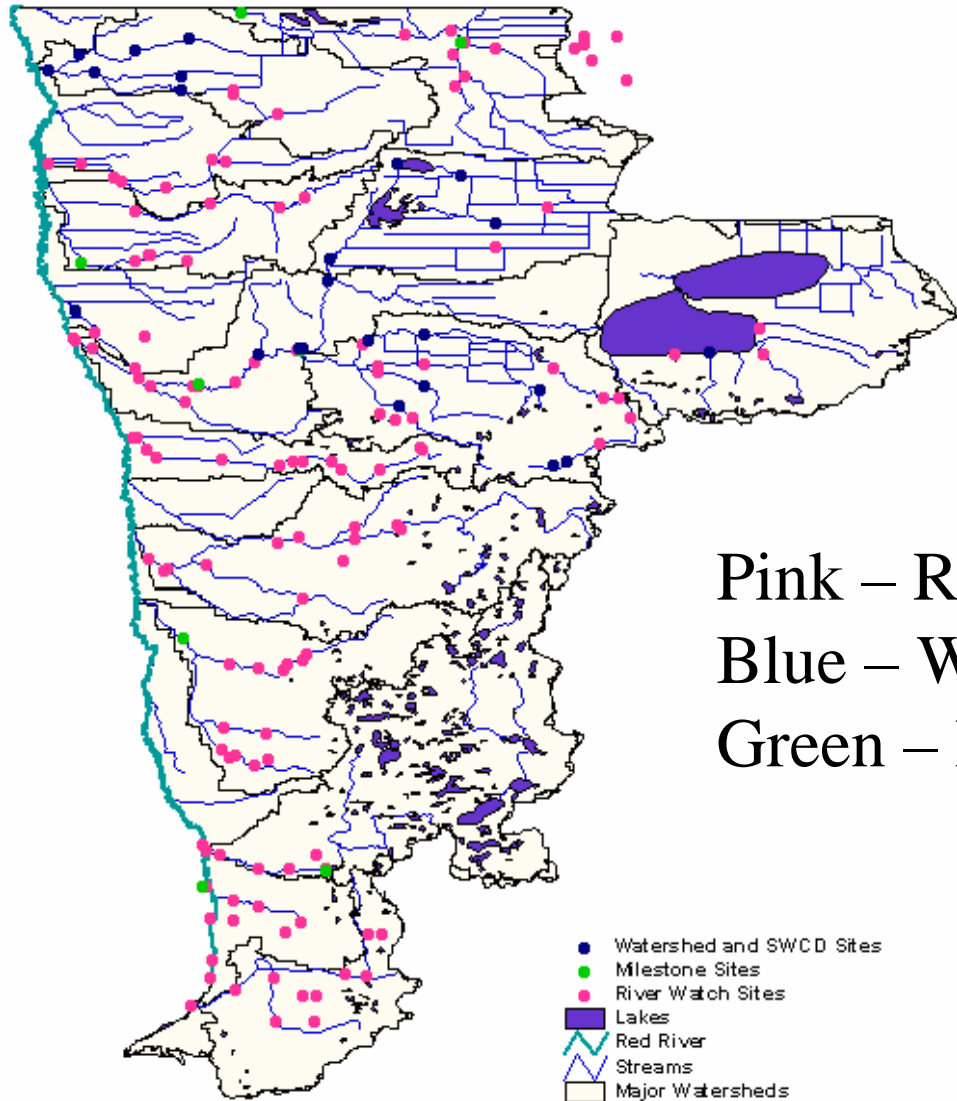 Pink – R
Blue – W
Green –
Watershed and SWCD Sites
Milestone Sites
River Watch Sites
Lakes
Red River
Streams
Major Watersheds